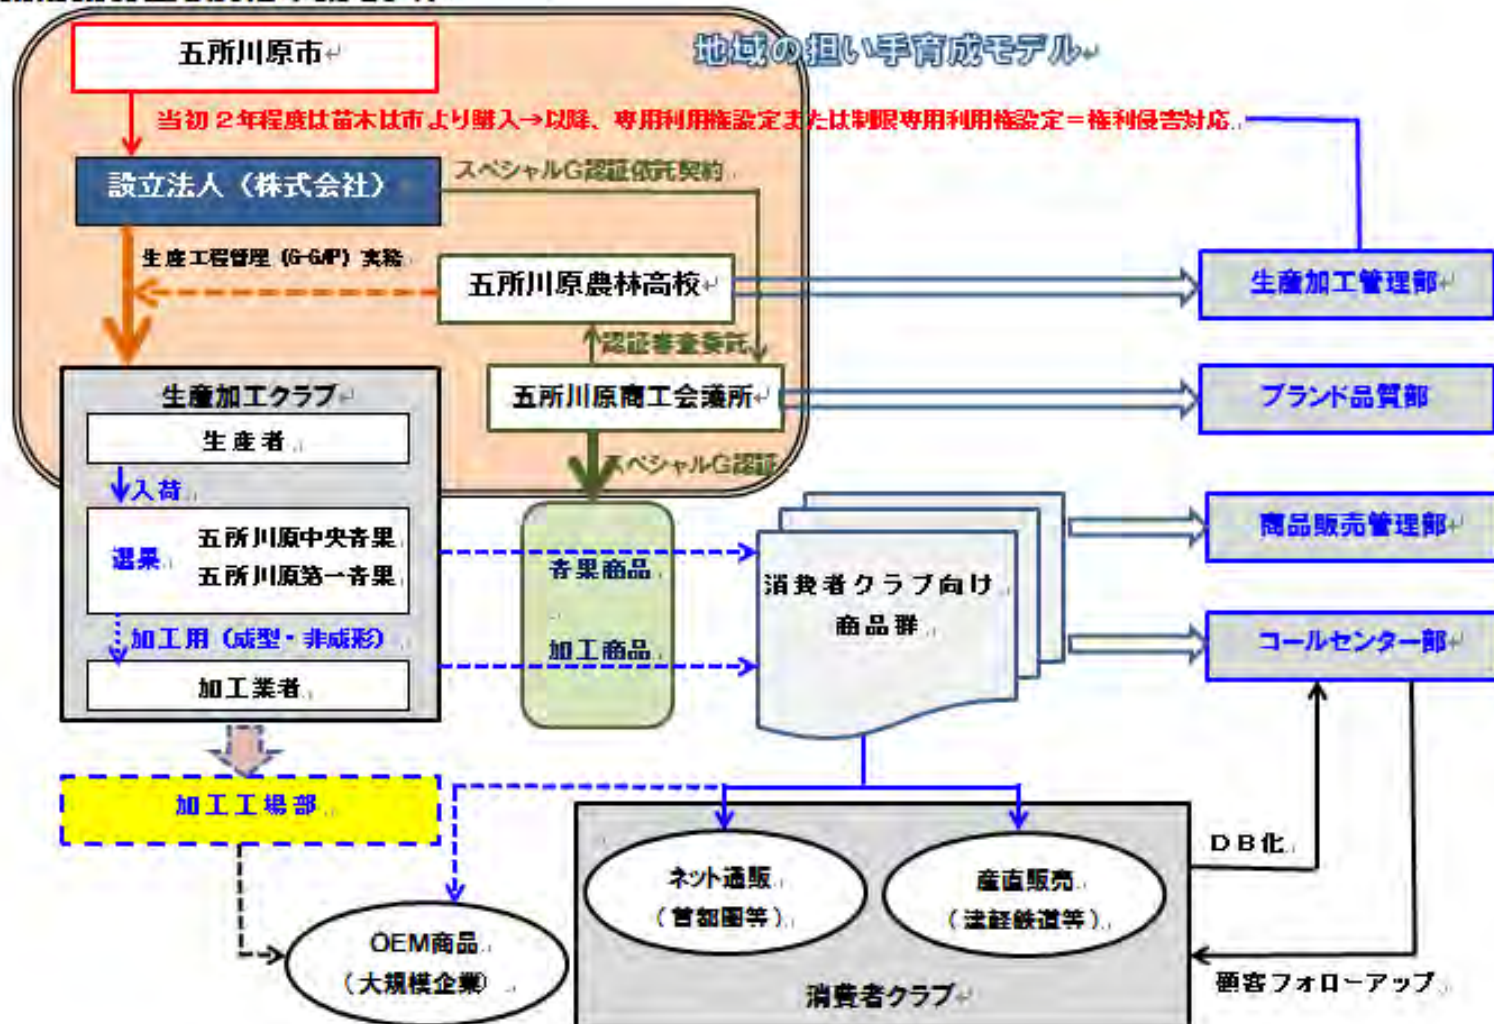 五所川原市
地域の担い手育成モデル
当初2年程度は苗木は市より購入→以降、専用利用権設定または制限専用利用権設定=権利侵害対応
設立法人(株式会社)
スペシャルG認証依託契約
生産工程管理(G-GAP)実務
五所川原農林高校
生産加工管理部
認証審査委託
生産加工クラブ
五所川原商工会議所
ブランド品質部
生産者
スペシャルG認証
入荷
選果
五所川原中央青果
五所川原第一青果
青果商品
消費者クラブ向け
商品群
商品販売管理部
加工用(成型・非成形)
加工商品
コールセンター部
加工業者
加工工場部
DB化
ネット通販
(首都圏等)
産直販売
(津軽鉄道等)
OEM商品
(大規模企業)
消費者クラブ
顧客フォローアップ